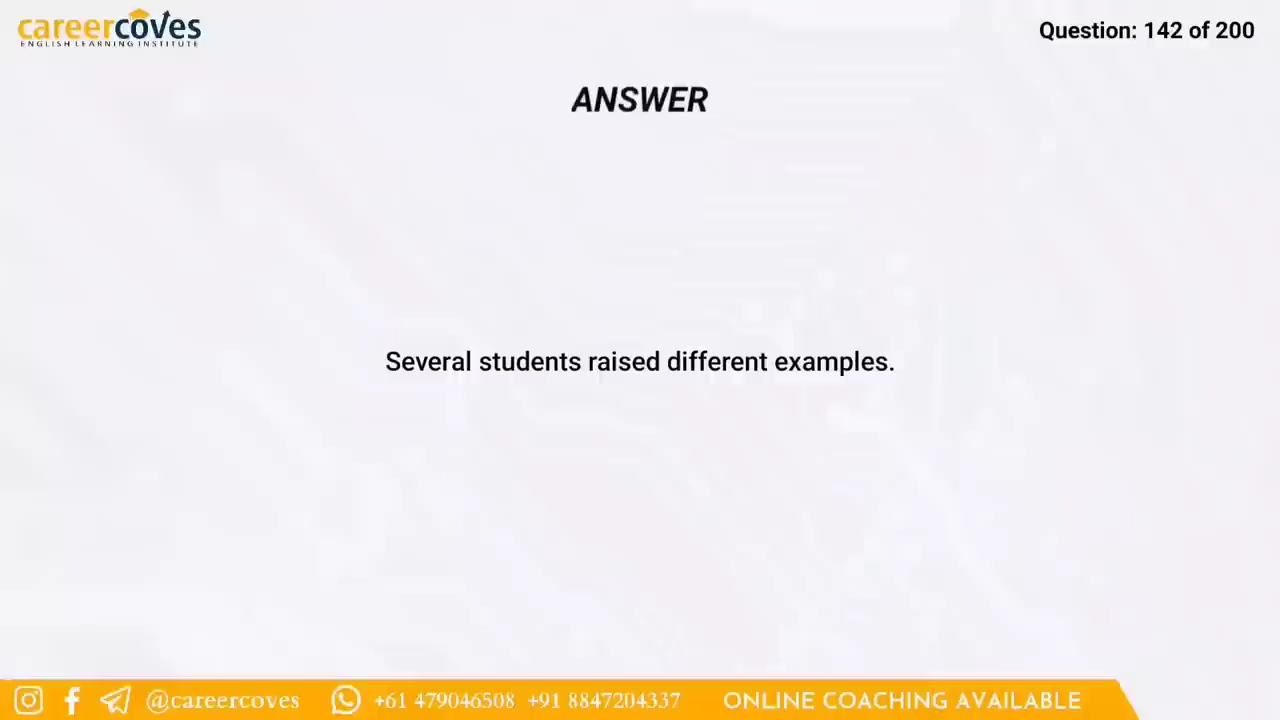 careercoves
ENGLISH LEARNING INSTITUTE
Question: 142 of 200
ANSWER
Several students raised different examples.
@careercoves +61 479046508 +91 8847204337 ONLINE COACHING AVAILABLE